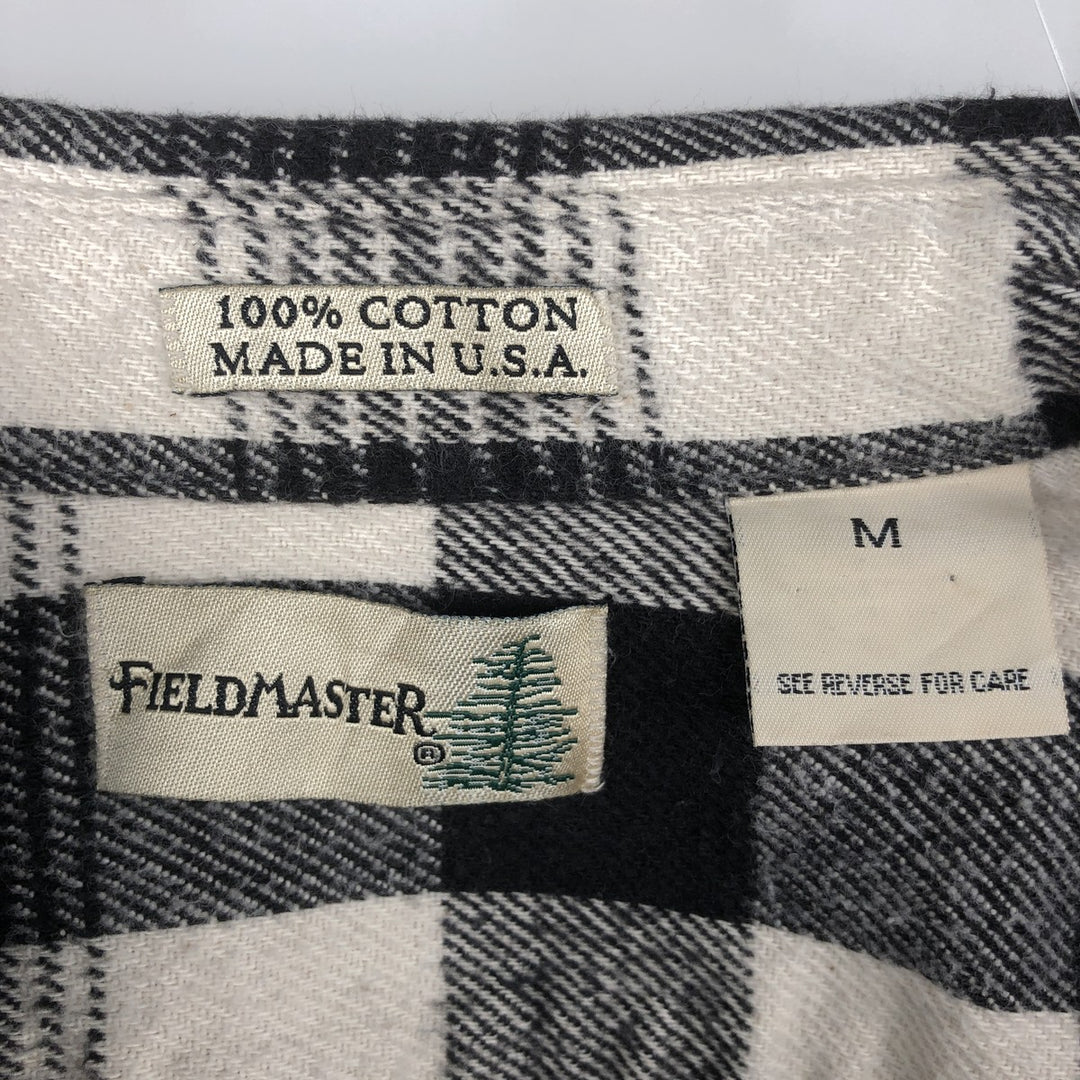 100% COTTON
MADE IN U.S.A.
M
SEE REVERSE FOR CARE
FIELDMASTER
®